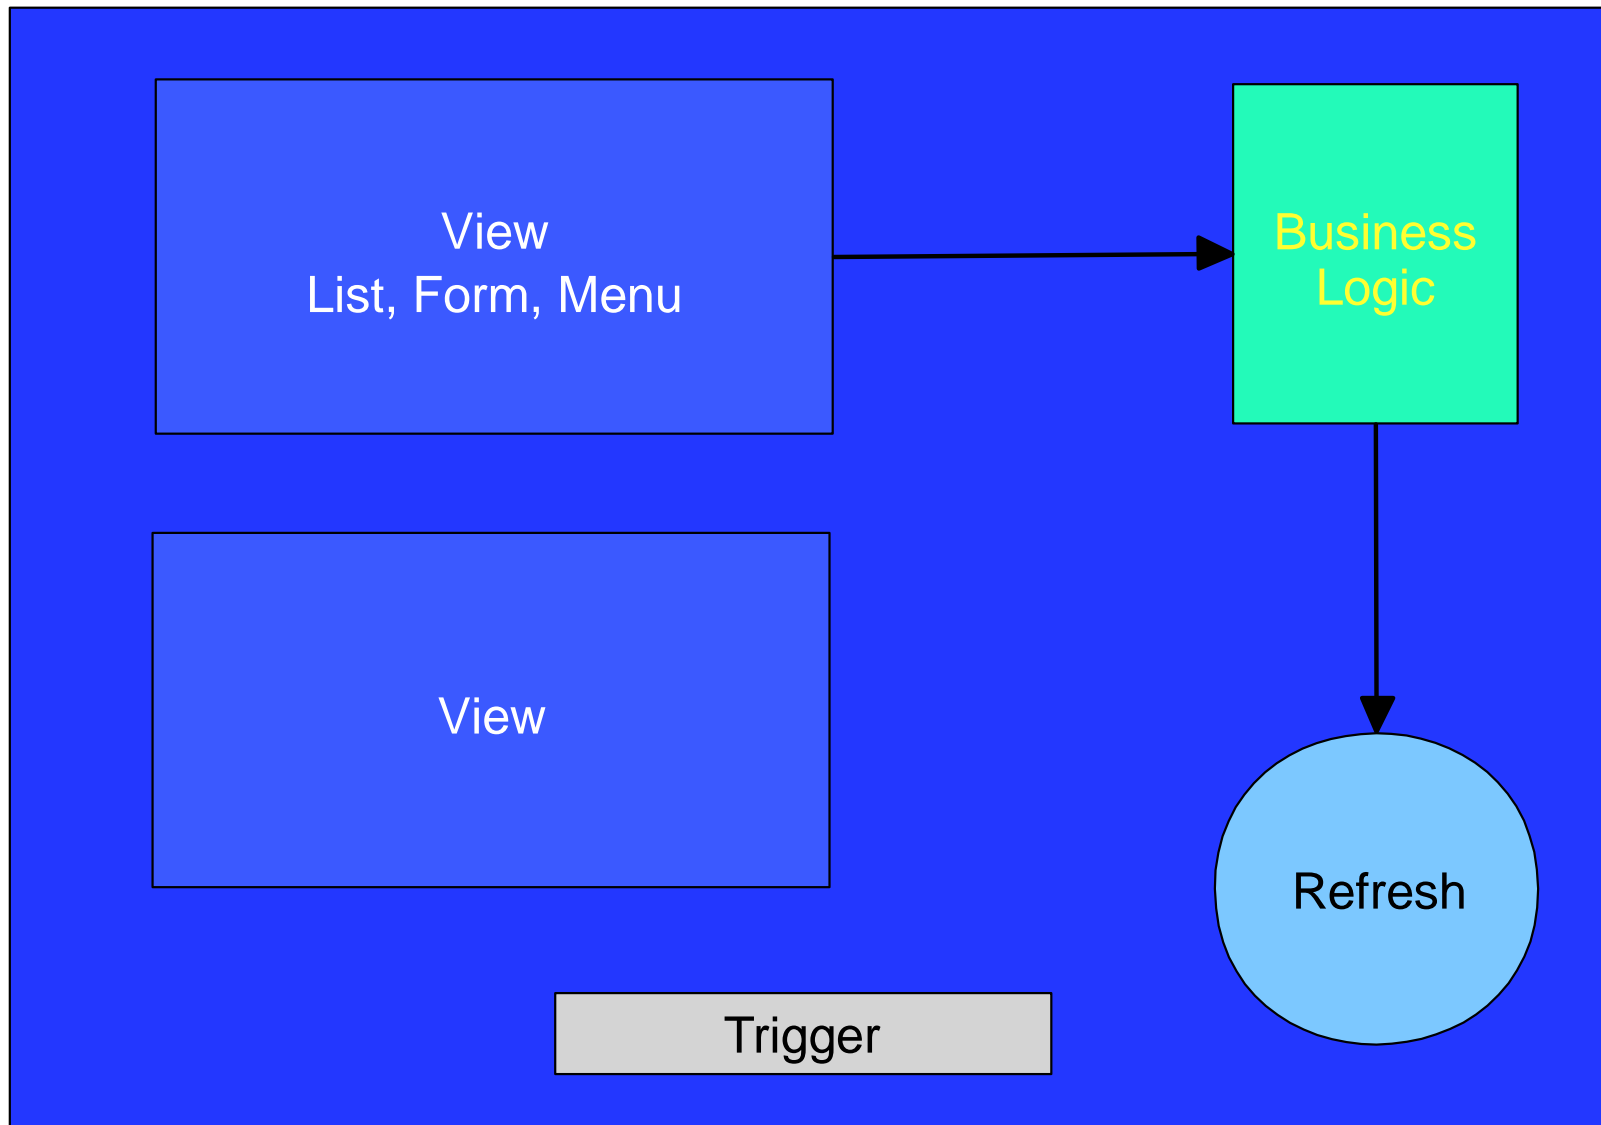 View
List, Form, Menu
Business
Logic
View
Refresh
Trigger